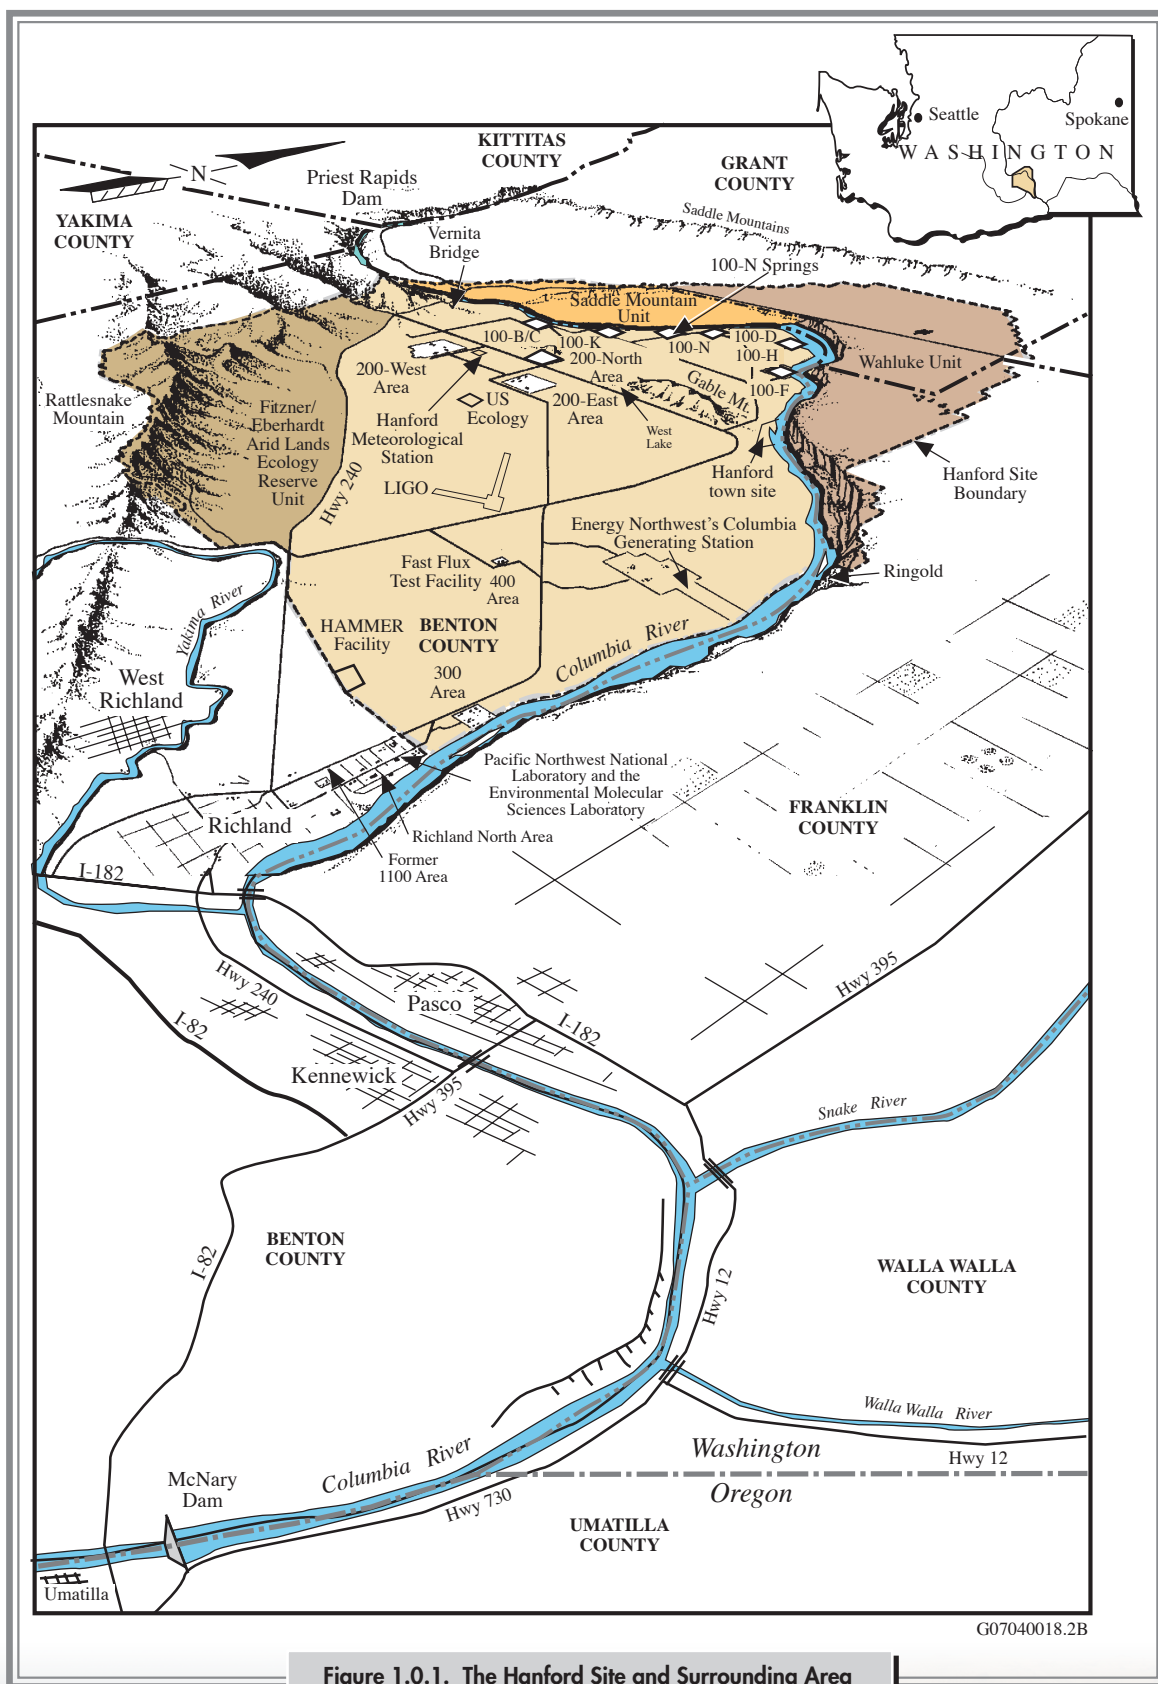 Seattle
Spokane
WASHINGTON
KITTITAS
COUNTY
GRANT
COUNTY
N
Priest Rapids
Dam
YAKIMA
COUNTY
Saddle Mountains
Vernita
Bridge
100-N Springs
Saddle Mountain
Unit
100-B/C
100-K
100-N
100-D
100-H
100-F
Wahluke Unit
200-West
Area
200-North
Area
Gable Mt.
Rattlesnake
Mountain
Fitzner/
Eberhardt
Arid Lands
Ecology
Reserve
Unit
US
Ecology
200-East
Area
Hanford
Meteorological
Station
West
Lake
Hanford
town site
Hanford Site
Boundary
Hwy 240
LIGO
Energy Northwest's Columbia
Generating Station
Fast Flux
Test Facility
400
Area
Ringold
Yakima River
HAMMER
Facility
BENTON
COUNTY
Columbia River
300
Area
West
Richland
Pacific Northwest National
Laboratory and the
Environmental Molecular
Sciences Laboratory
FRANKLIN
COUNTY
Richland
Richland North Area
Former
1100 Area
I-182
Hwy 240
Pasco
Hwy 395
I-82
I-182
Kennewick
Hwy 395
Snake River
BENTON
COUNTY
I-82
WALLA WALLA
COUNTY
Hwy 12
Walla Walla River
Columbia River
Washington
Hwy 12
McNary
Dam
Oregon
Hwy 730
UMATILLA
COUNTY
Umatilla
G07040018.2B
Figure 1.0.1. The Hanford Site and Surrounding Area